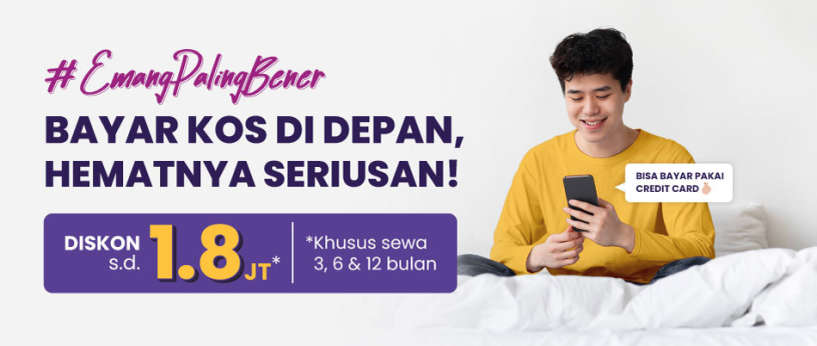 #EmangPalingBener
BAYAR KOS DI DEPAN,
HEMATNYA SERIUSAN!
DISKON
s.d.
1.8 JT*
*Khusus sewa
3, 6 & 12 bulan
BISA BAYAR PAKAI
CREDIT CARD